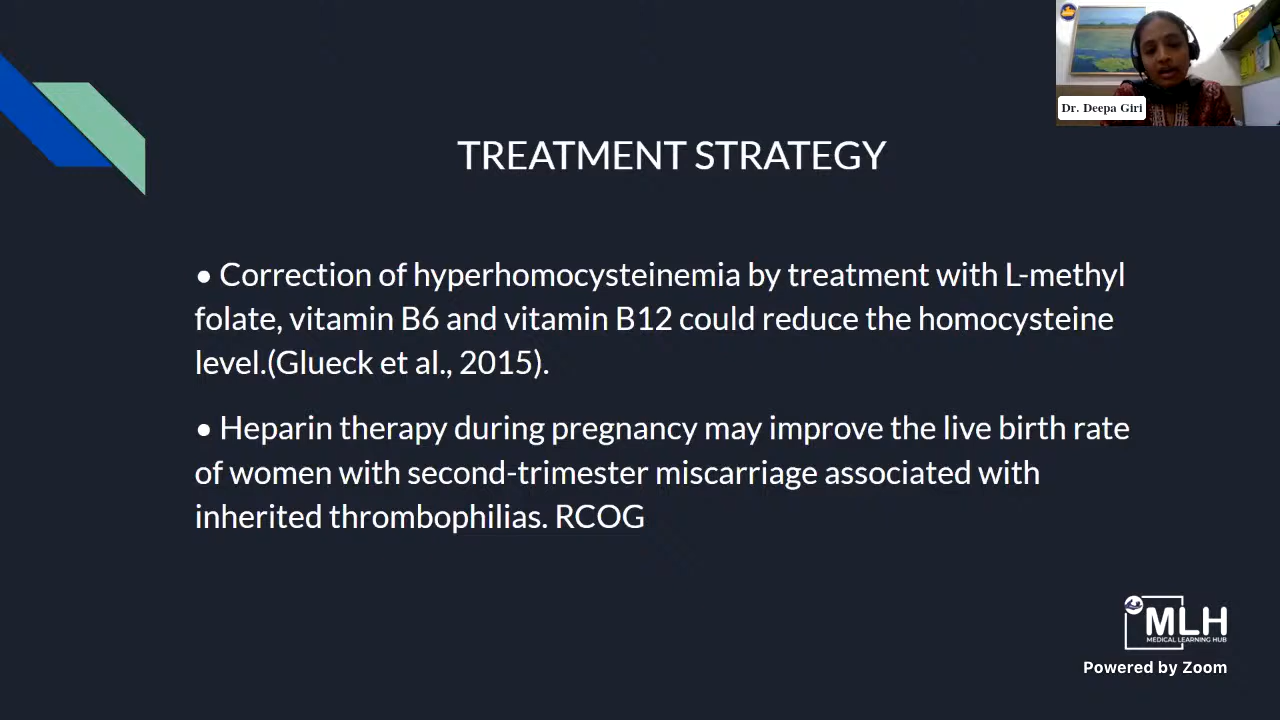 Dr. Deepa Giri
TREATMENT STRATEGY
● Correction of hyperhomocysteinemia by treatment with L-methyl
folate, vitamin B6 and vitamin B12 could reduce the homocysteine
level.(Glueck et al., 2015).
● Heparin therapy during pregnancy may improve the live birth rate
of women with second-trimester miscarriage associated with
inherited thrombophilias. RCOG
MLH
MEDICAL LEARNING HUB
Powered by Zoom